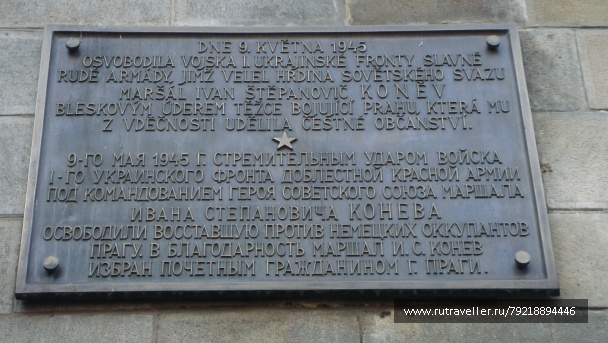 DNE 9. KVĚTNA 1945
OSVOBODILA VOJSKA I. UKRAJINSKÉ FRONTY SLAVNÉ
RUDÉ ARMÁDY, JIMŽ VELEL HRDINA SOVĚTSKÉHO SVAZU
MARŠÁL IVAN ŠTĚPANOVIČ KONĚV
BLESKOVÝM ÚDEREM TĚŽCE BOJUJÍCÍ PRAHU, KTERÁ MU
Z VDĚČNOSTI UDĚLILA ČESTNÉ OBČANSTVÍ.
9-ГО МАЯ 1945 Г. СТРЕМИТЕЛЬНЫМ УДАРОМ ВОЙСКА
I-ГО УКРАИНСКОГО ФРОНТА ДОБЛЕСТНОЙ КРАСНОЙ АРМИИ
ПОД КОМАНДОВАНИЕМ ГЕРОЯ СОВЕТСКОГО СОЮЗА МАРШАЛА
ИВАНА СТЕПАНОВИЧА КОНЕВА
ОСВОБОДИЛИ ВОССТАВШУЮ ПРОТИВ НЕМЕЦКИХ ОККУПАНТОВ
ПРАГУ. В БЛАГОДАРНОСТЬ МАРШАЛ И. С. КОНЕВ
ИЗБРАН ПОЧЕТНЫМ ГРАЖДАНИНОМ Г. ПРАГИ.
www.rutraveller.ru/79218894446